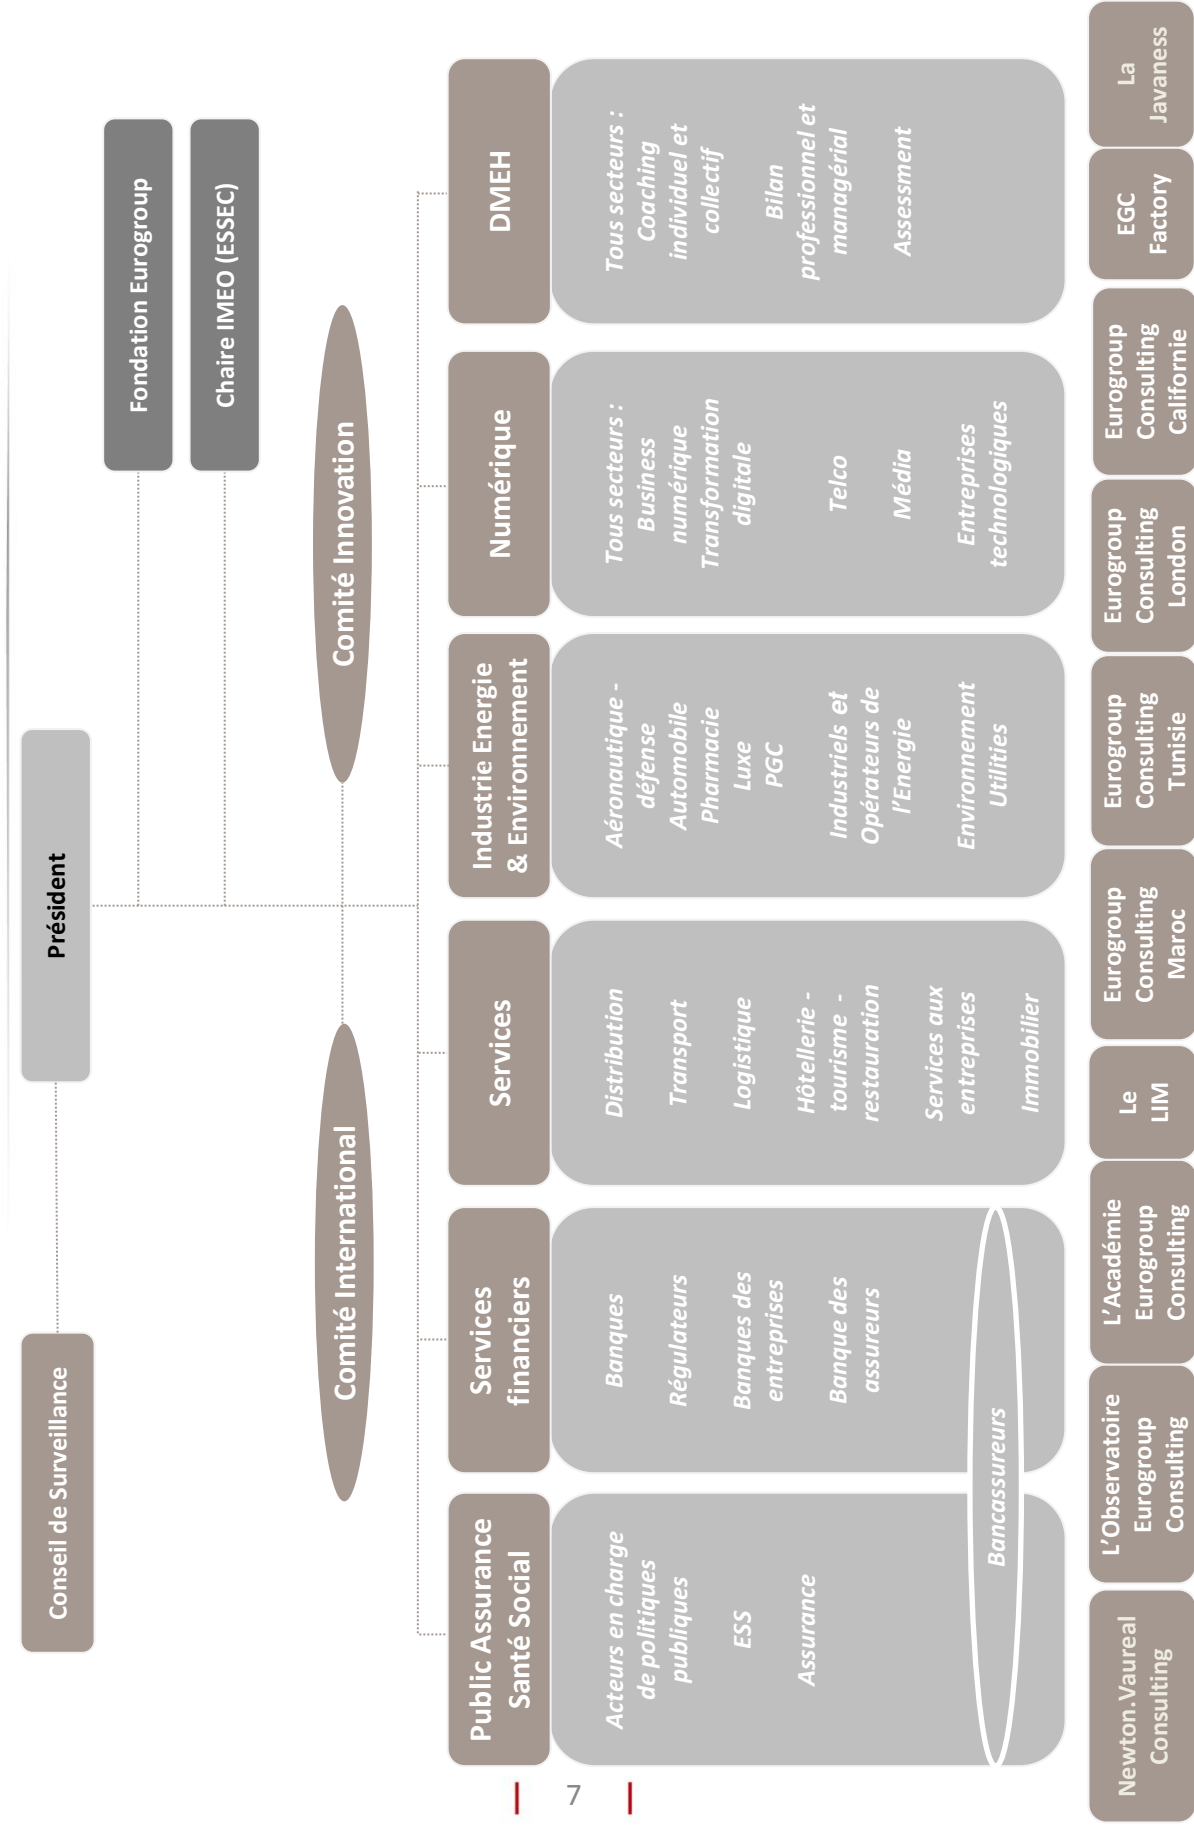 Conseil de Surveillance
Président
Fondation Eurogroup
Chaire IMEO (ESSEC)
Comité International
Comité Innovation
Public Assurance
Santé Social
Acteurs en charge
de politiques
publiques
ESS
Assurance
Services
financiers
Banques
Régulateurs
Banques des
entreprises
Banque des
assureurs
Bancassureurs
Services
Distribution
Transport
Logistique
Hôtellerie -
tourisme -
restauration
Services aux
entreprises
Immobilier
Industrie Energie
& Environnement
Aéronautique -
défense
Automobile
Pharmacie
Luxe
PGC
Industriels et
Opérateurs de
l'Energie
Environnement
Utilities
Numérique
Tous secteurs :
Business
numérique
Transformation
digitale
Telco
Média
Entreprises
technologiques
DMEH
Tous secteurs :
Coaching
individuel et
collectif
Bilan
professionnel et
managérial
Assessment
Newton.Vaureal
Consulting
L'Observatoire
Eurogroup
Consulting
L'Académie
Eurogroup
Consulting
Le
LIM
Eurogroup
Consulting
Maroc
Eurogroup
Consulting
Tunisie
Eurogroup
Consulting
London
Eurogroup
Consulting
Californie
EGC
Factory
La
Javaness
7